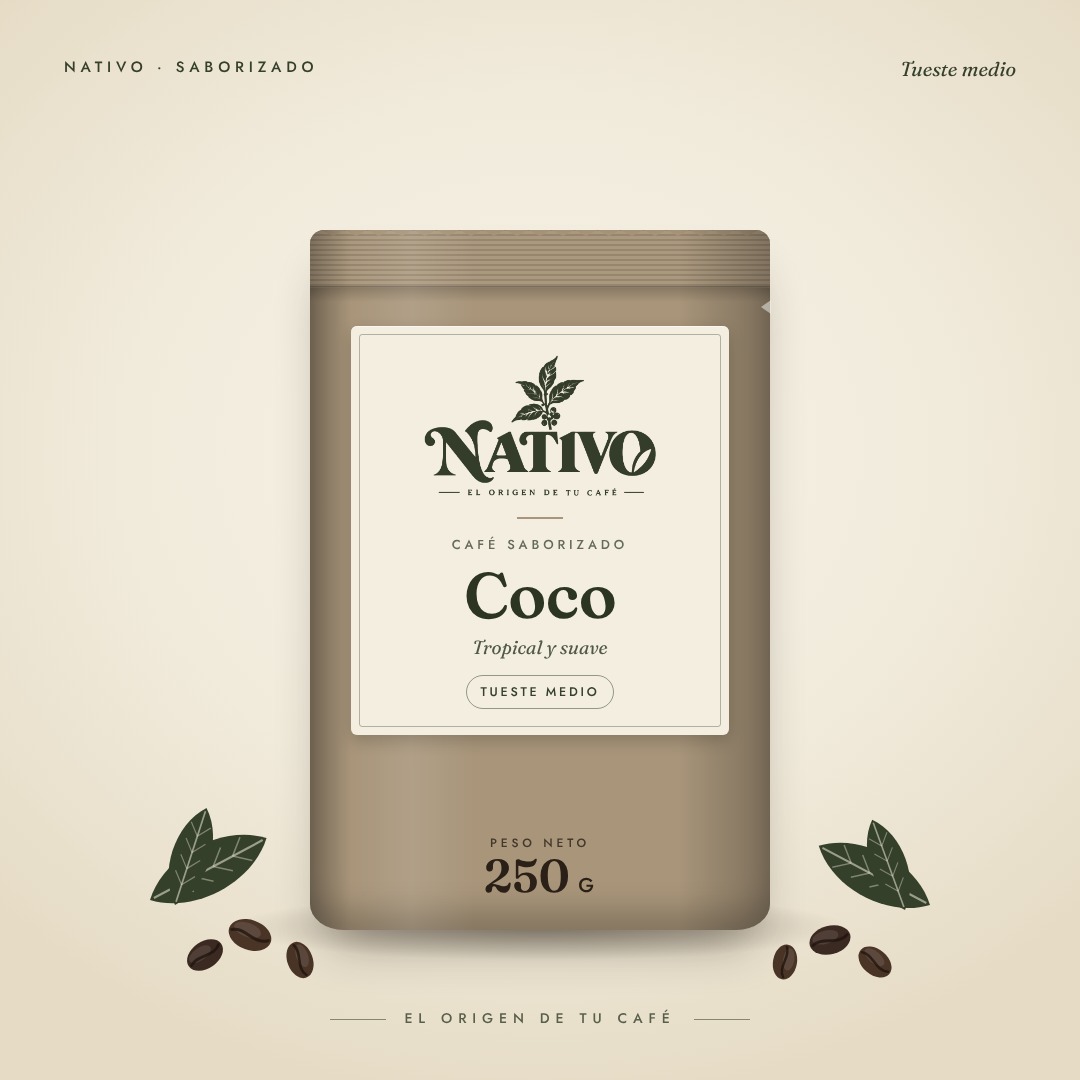 NATIVO · SABORIZADO
Tueste medio
NATIVO
EL ORIGEN DE TU CAFÉ
CAFÉ SABORIZADO
Coco
Tropical y suave
TUESTE MEDIO
PESO NETO
250 G
EL ORIGEN DE TU CAFÉ